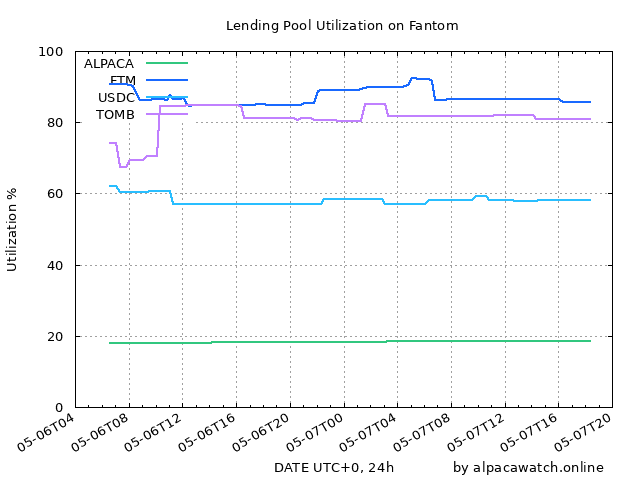 Lending Pool Utilization on Fantom
100
80
60
40
20
0
Utilization %
ALPACA
FTM
USDC
TOMB
05-06T04
05-06T08
05-06T12
05-06T16
05-06T20
05-07T00
05-07T04
05-07T08
05-07T12
05-07T16
05-07T20
DATE UTC+0, 24h
by alpacawatch.online